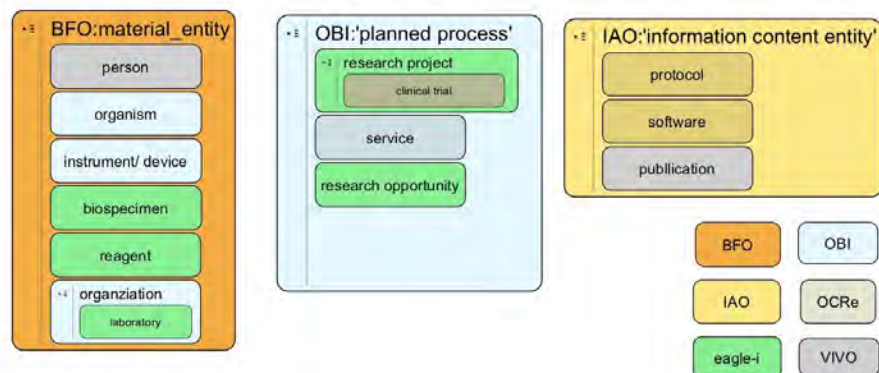 BFO:material_entity
person
organism
instrument/ device
biospecimen
reagent
organziation
laboratory
OBI:'planned process'
research project
clinical trial
service
research opportunity
IAO:'information content entity'
protocol
software
publlication
BFO
OBI
IAO
OCRe
eagle-i
VIVO